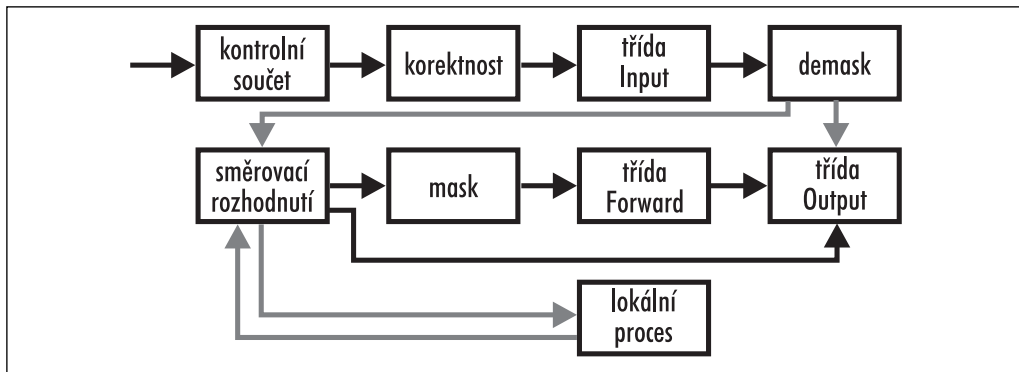 kontrolní
součet
korektnost
třída
Input
demask
směrovací
rozhodnutí
mask
třída
Forward
třída
Output
lokální
proces